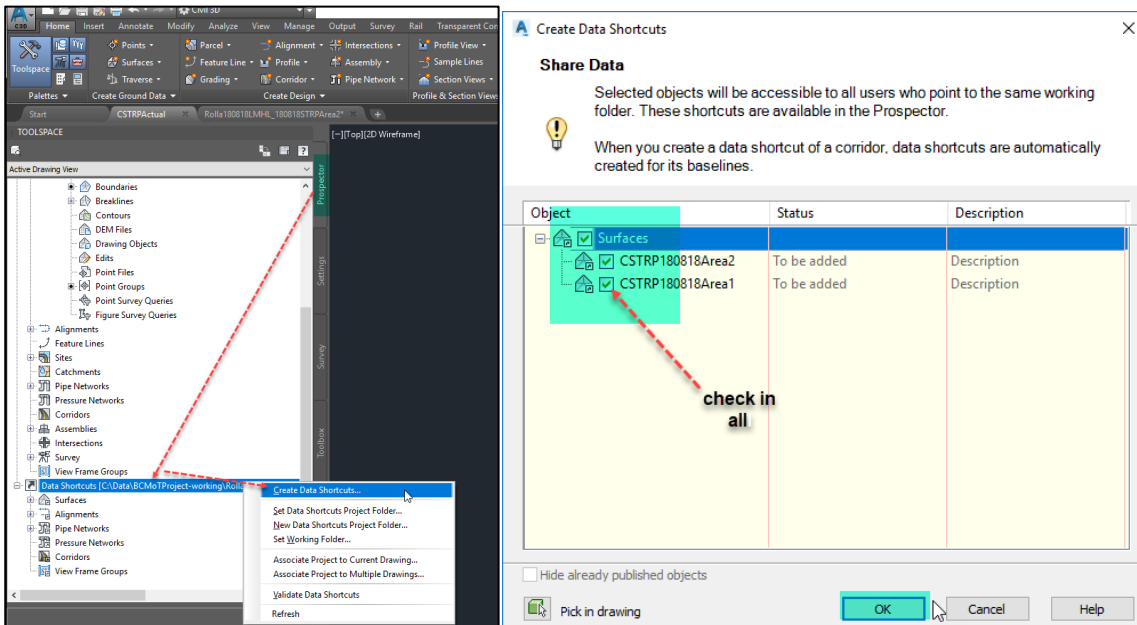 C3D
Civil 3D
Home Insert Annotate Modify Analyze View Manage Output Survey Rail Transparent Con
Toolspace
Points
Parcel
Alignment
Intersections
Profile View
Surfaces
Feature Line
Profile
Assembly
Sample Lines
Traverse
Grading
Corridor
Pipe Network
Section Views
Palettes
Create Ground Data
Create Design
Profile & Section Views
Start
CSTRPActual
Rolla180818LMHL_180818STRPArea2*
TOOLSPACE
[−][Top][2D Wireframe]
Active Drawing View
Prospector
Settings
Survey
Toolbox
Boundaries
Breaklines
Contours
DEM Files
Drawing Objects
Edits
Point Files
Point Groups
Point Survey Queries
Figure Survey Queries
Alignments
Feature Lines
Sites
Catchments
Pipe Networks
Pressure Networks
Corridors
Assemblies
Intersections
Survey
View Frame Groups
Data Shortcuts [C:\Data\BCMoTProject-working\Rolla
Surfaces
Alignments
Pipe Networks
Pressure Networks
Corridors
View Frame Groups
Create Data Shortcuts...
Set Data Shortcuts Project Folder...
New Data Shortcuts Project Folder...
Set Working Folder...
Associate Project to Current Drawing...
Associate Project to Multiple Drawings...
Validate Data Shortcuts
Refresh
Create Data Shortcuts
Share Data
Selected objects will be accessible to all users who point to the same working
folder. These shortcuts are available in the Prospector.
When you create a data shortcut of a corridor, data shortcuts are automatically
created for its baselines.
Object Status Description
Surfaces
CSTRP180818Area2 To be added Description
CSTRP180818Area1 To be added Description
check in
all
Hide already published objects
Pick in drawing
OK
Cancel
Help